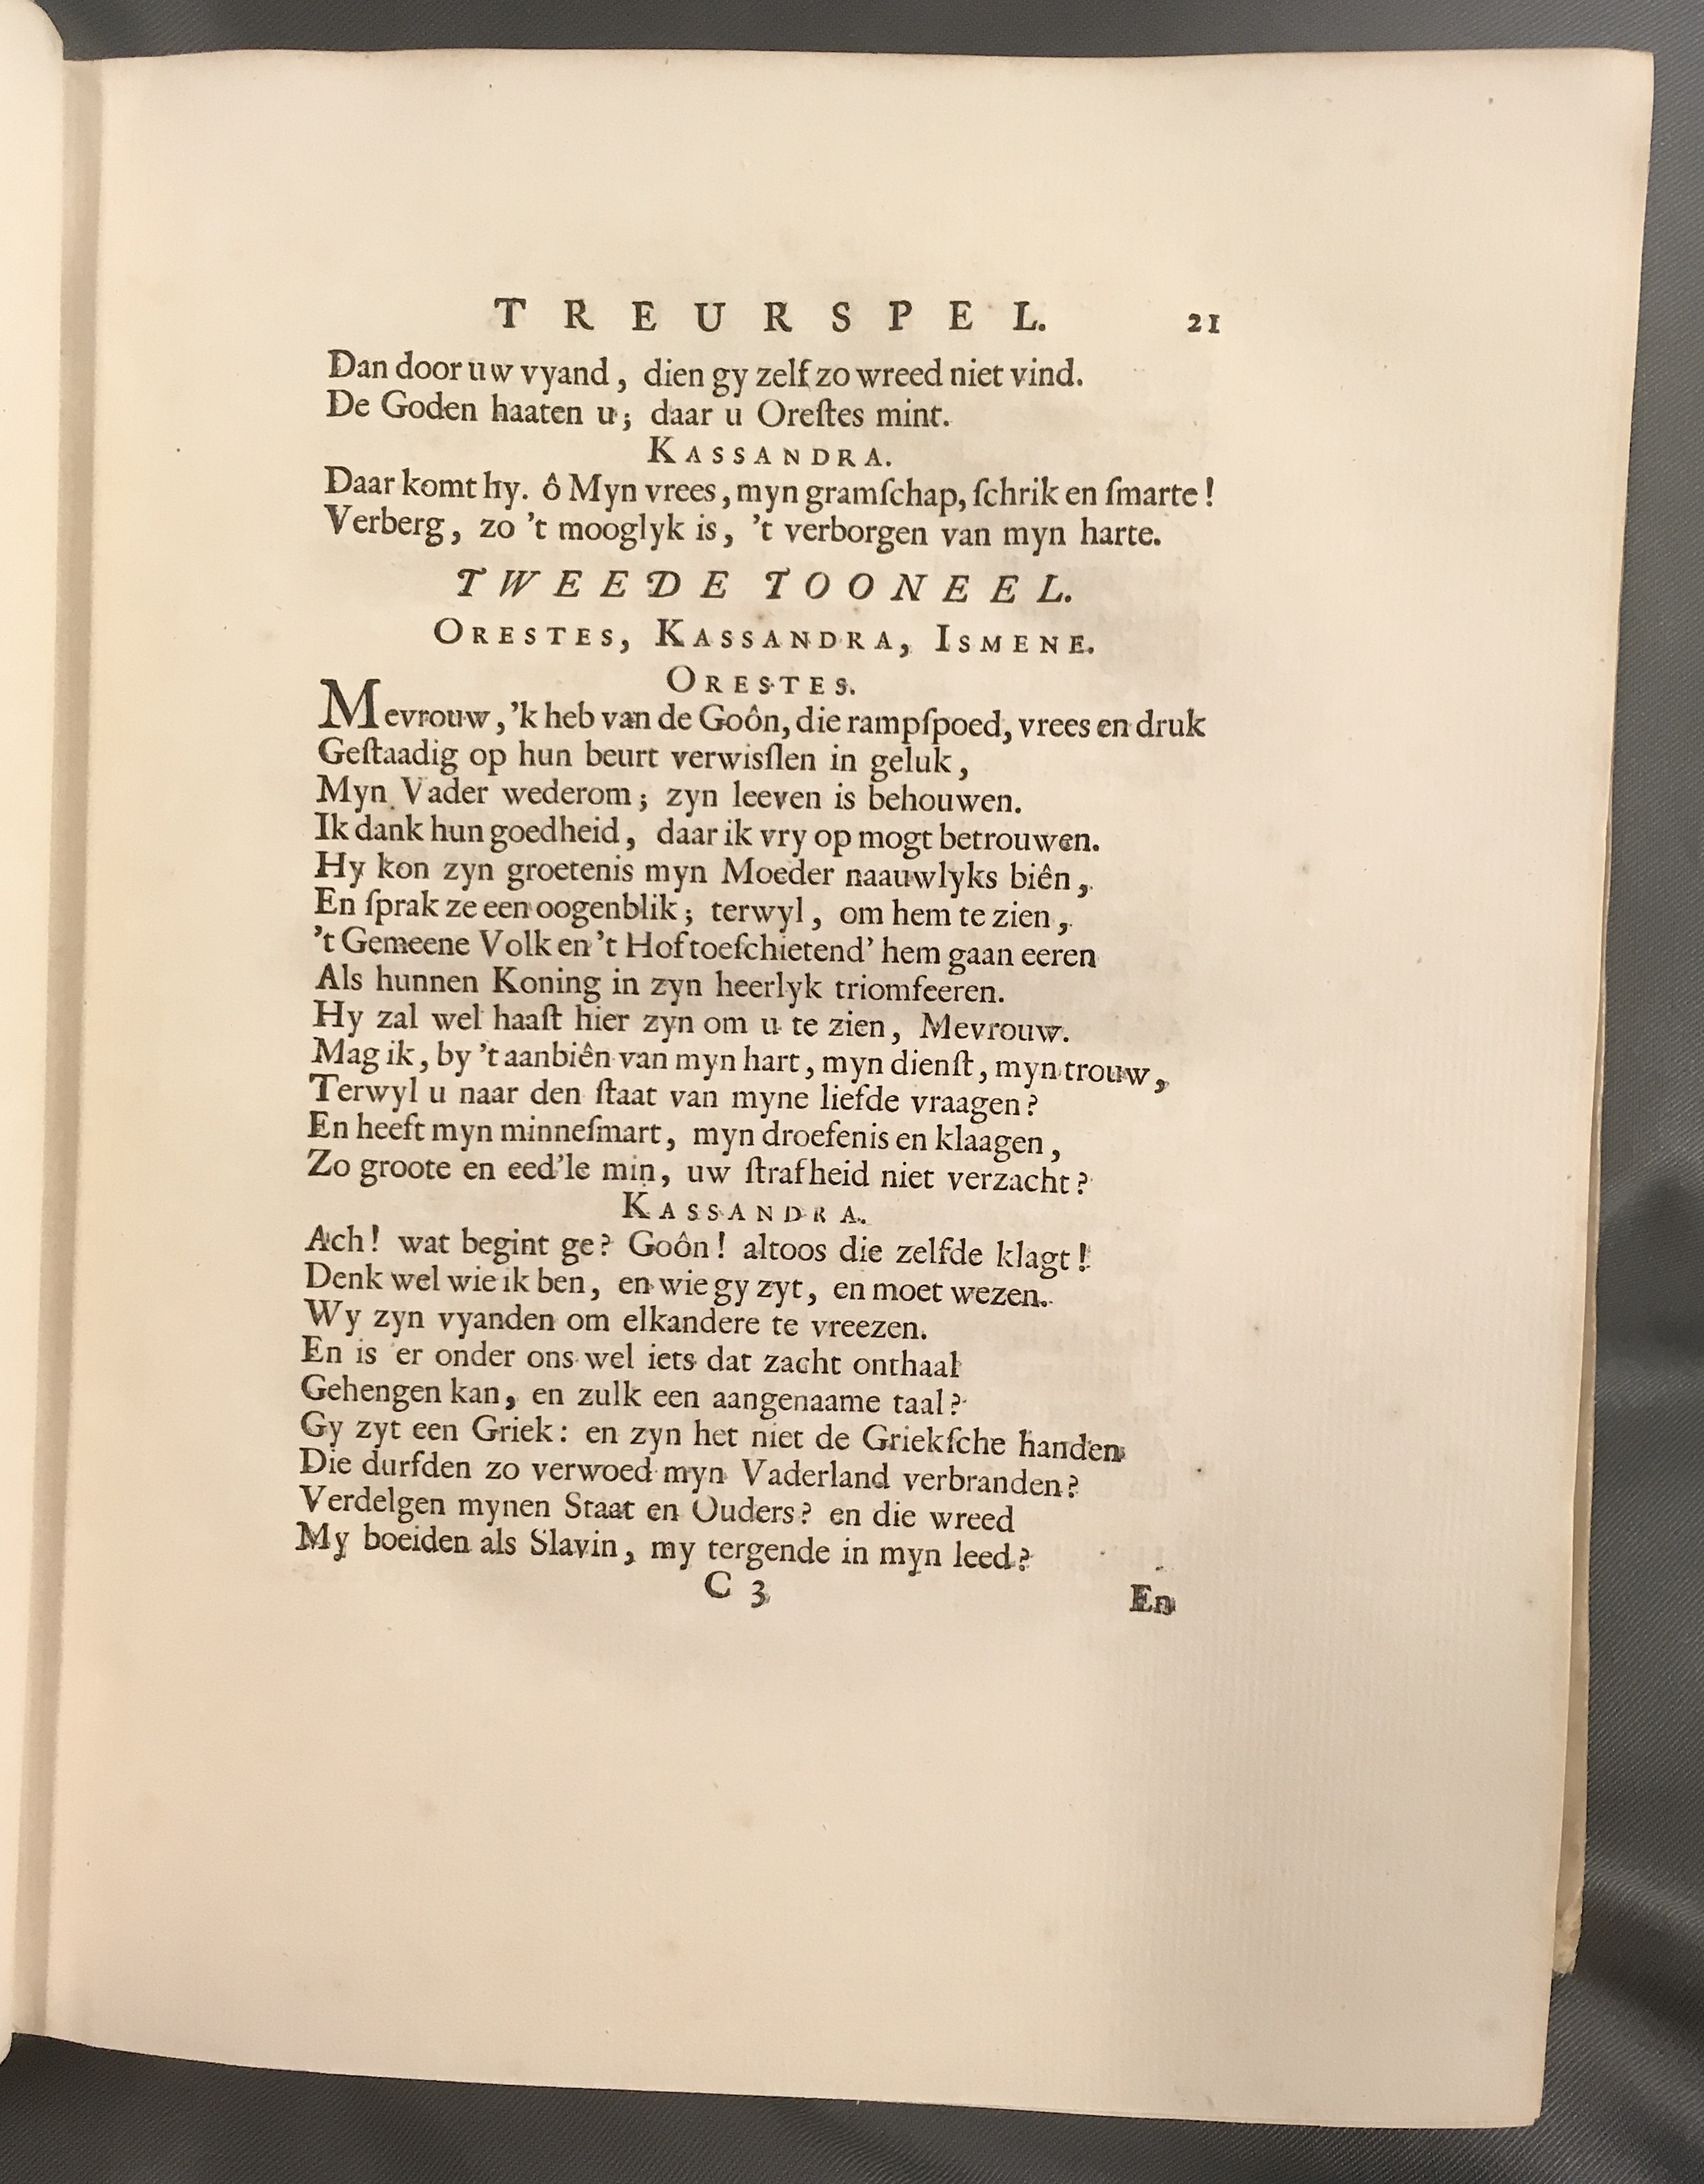 TREURSPEL. 21
Dan door uw vyand, dien gy zelf zo wreed niet vind.
De Goden haaten u; daar u Oreſtes mint.
KASSANDRA.
Daar komt hy. ô Myn vrees, myn gramſchap, ſchrik en ſmarte!
Verberg, zo 't mooglyk is, 't verborgen van myn harte.
TWEEDE TOONEEL.
ORESTES, KASSANDRA, ISMENE.
ORESTES.
Mevrouw, 'k heb van de Goôn, die rampſpoed, vrees en druk
Geſtaadig op hun beurt verwisſlen in geluk,
Myn Vader wederom; zyn leeven is behouwen.
Ik dank hun goedheid, daar ik vry op mogt betrouwen.
Hy kon zyn groetenis myn Moeder naauwlyks biên,
En ſprak ze een oogenblik; terwyl, om hem te zien,
't Gemeene Volk en 't Hof toeſchietend' hem gaan eeren
Als hunnen Koning in zyn heerlyk triomfeeren.
Hy zal wel haaſt hier zyn om u te zien, Mevrouw.
Mag ik, by 't aanbiên van myn hart, myn dienſt, myn trouw,
Terwyl u naar den ſtaat van myne liefde vraagen?
En heeft myn minneſmart, myn droefenis en klaagen,
Zo groote en eed'le min, uw ſtrafheid niet verzacht?
KASSANDRA.
Ach! wat begint ge? Goôn! altoos die zelfde klagt!
Denk wel wie ik ben, en wie gy zyt, en moet wezen.
Wy zyn vyanden om elkandere te vreezen.
En is er onder ons wel iets dat zacht onthaal
Gehengen kan, en zulk een aangenaame taal?
Gy zyt een Griek: en zyn het niet de Griekſche handen
Die durfden zo verwoed myn Vaderland verbranden?
Verdelgen mynen Staat en Ouders? en die wreed
My boeiden als Slavin, my tergende in myn leed?
C 3 En